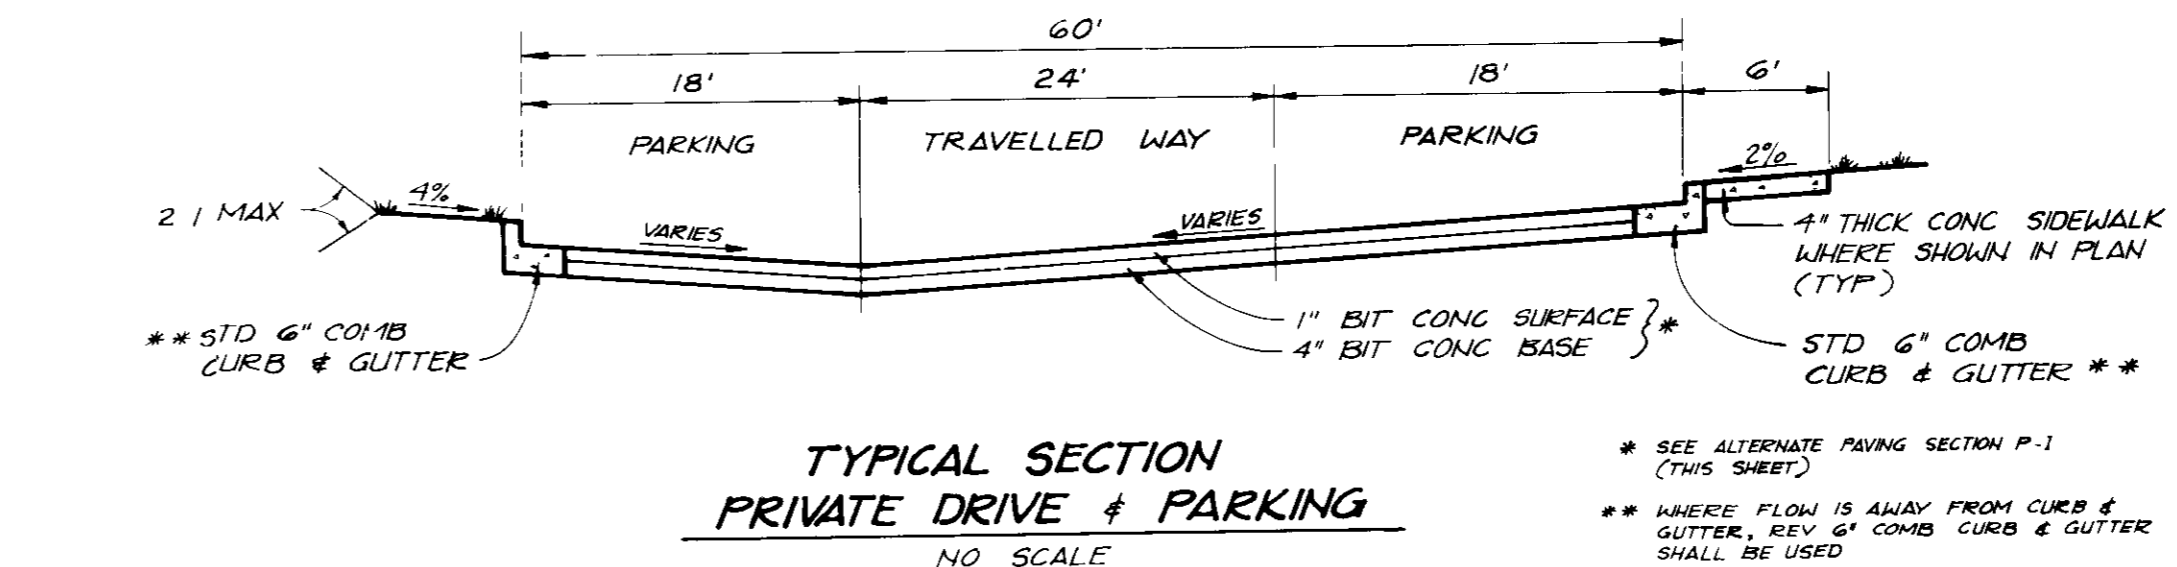 60'
18'
24'
18'
6'
PARKING
TRAVELLED WAY
PARKING
2%
4%
2 1 MAX
VARIES
VARIES
4" THICK CONC SIDEWALK
WHERE SHOWN IN PLAN
(TYP)
1" BIT CONC SURFACE } *
4" BIT CONC BASE
** STD 6" COMB
CURB & GUTTER
STD 6" COMB
CURB & GUTTER **
TYPICAL SECTION
PRIVATE DRIVE & PARKING
NO SCALE
* SEE ALTERNATE PAVING SECTION P-1
(THIS SHEET)
** WHERE FLOW IS AWAY FROM CURB &
GUTTER, REV 6" COMB CURB & GUTTER
SHALL BE USED